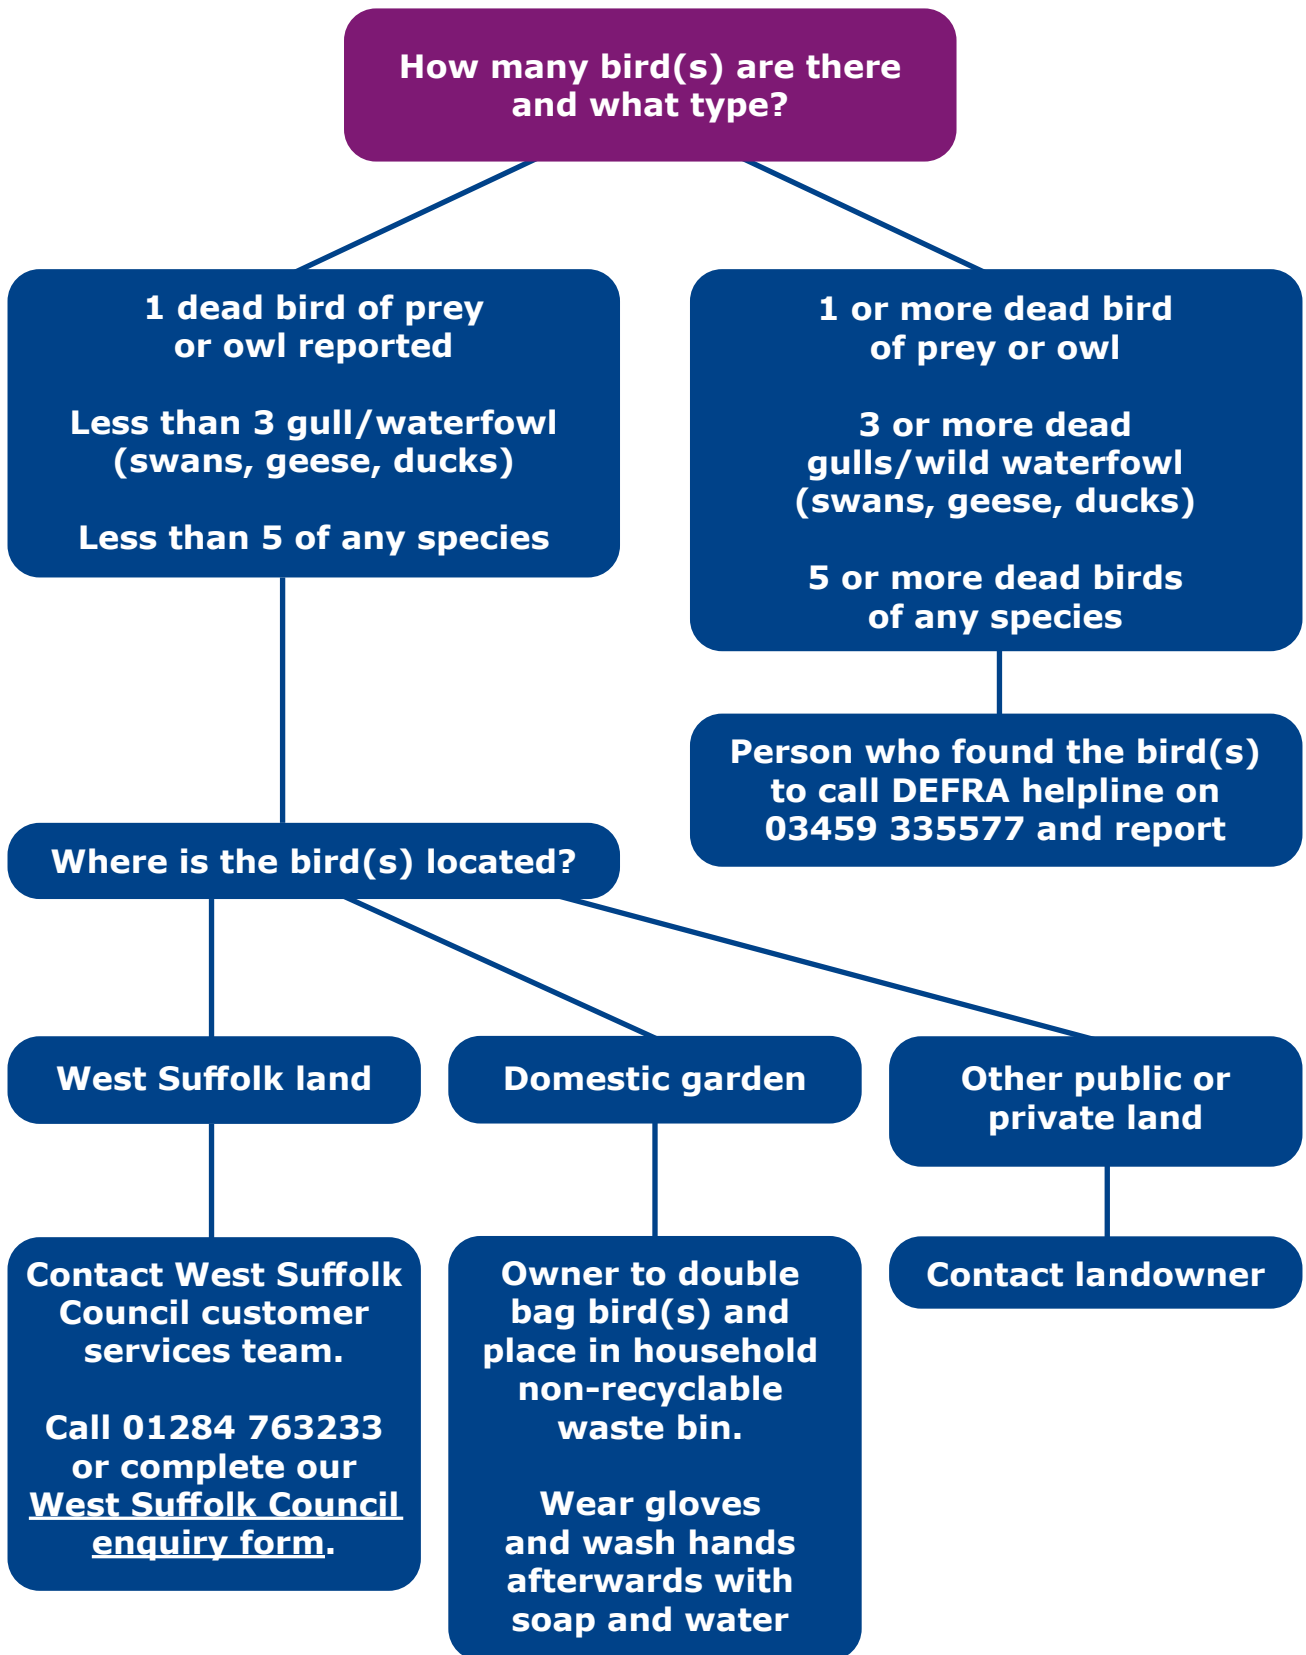 How many bird(s) are there
and what type?
1 dead bird of prey
or owl reported
Less than 3 gull/waterfowl
(swans, geese, ducks)
Less than 5 of any species
1 or more dead bird
of prey or owl
3 or more dead
gulls/wild waterfowl
(swans, geese, ducks)
5 or more dead birds
of any species
Person who found the bird(s)
to call DEFRA helpline on
03459 335577 and report
Where is the bird(s) located?
West Suffolk land
Domestic garden
Other public or
private land
Contact West Suffolk
Council customer
services team.
Call 01284 763233
or complete our
West Suffolk Council
enquiry form.
Owner to double
bag bird(s) and
place in household
non-recyclable
waste bin.
Wear gloves
and wash hands
afterwards with
soap and water
Contact landowner